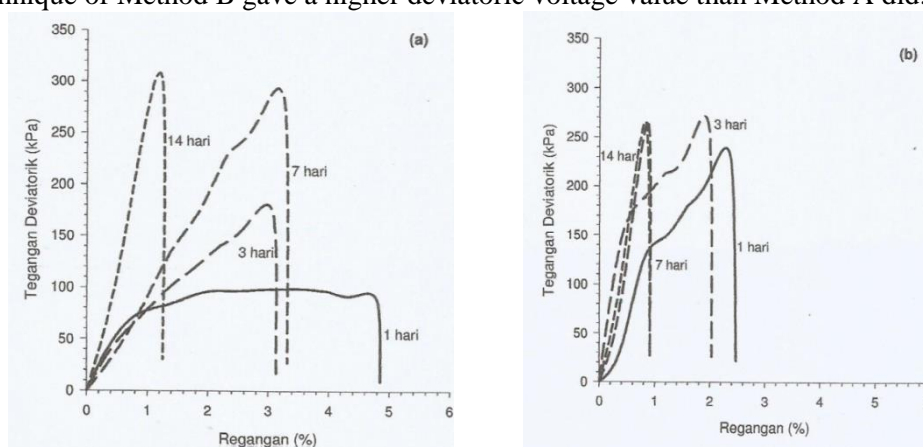 nnique of Method B gave a higher deviatoric voltage value than Method A did.
(a)
350
300
250
200
150
100
50
0
Tegangan Deviatorik (kPa)
14 hari
7 hari
3 hari
1 hari
0 1 2 3 4 5 6
Regangan (%)
(b)
350
300
250
200
150
100
50
0
Tegangan Deviatorik (kPa)
14 hari
3 hari
7 hari
1 hari
0 1 2 3 4 5
Regangan (%)